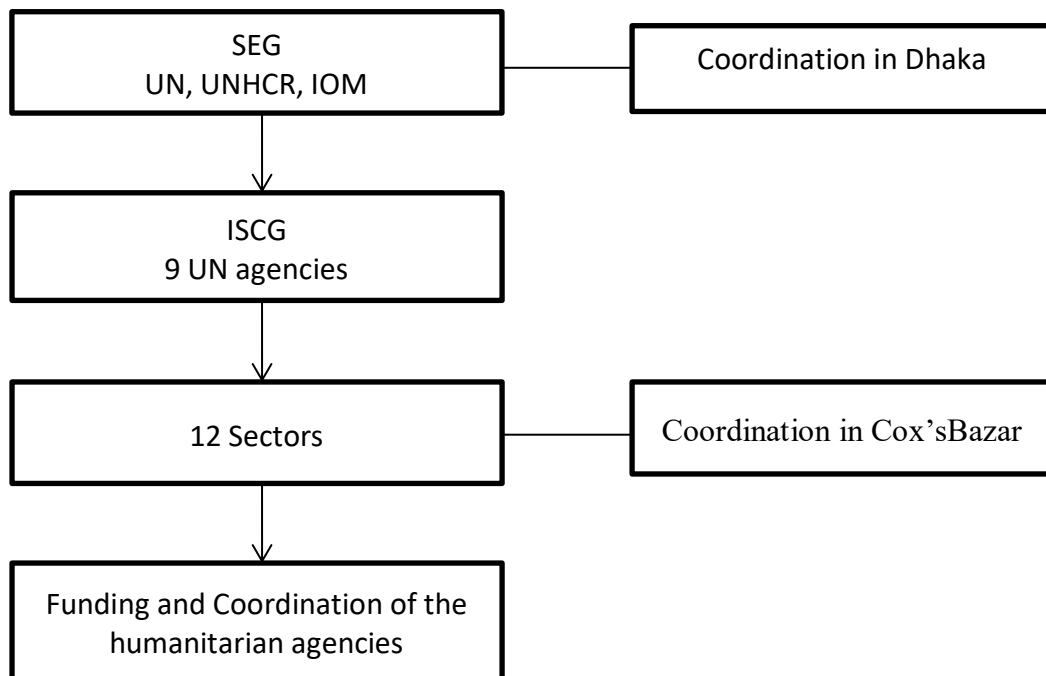 SEG
UN, UNHCR, IOM
Coordination in Dhaka
ISCG
9 UN agencies
12 Sectors
Coordination in Cox’sBazar
Funding and Coordination of the
humanitarian agencies